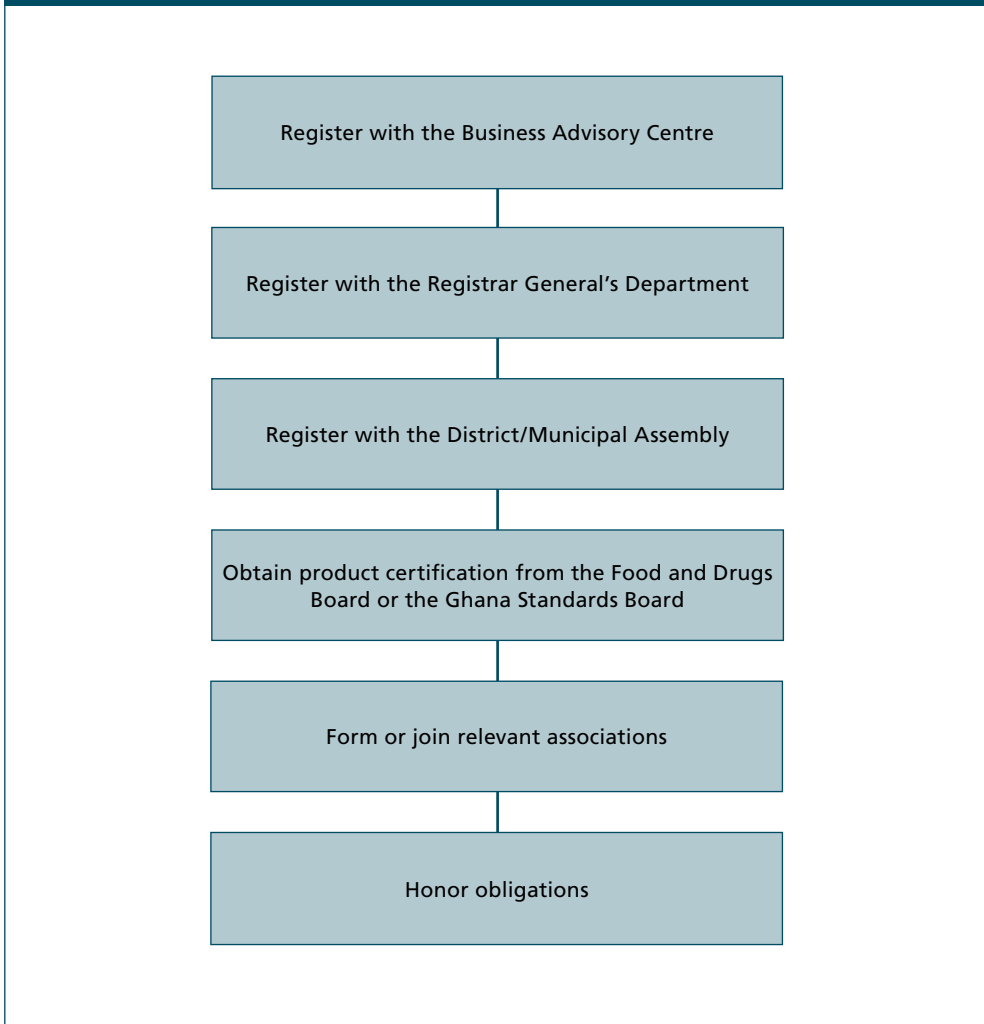 Register with the Business Advisory Centre
Register with the Registrar General’s Department
Register with the District/Municipal Assembly
Obtain product certification from the Food and Drugs
Board or the Ghana Standards Board
Form or join relevant associations
Honor obligations